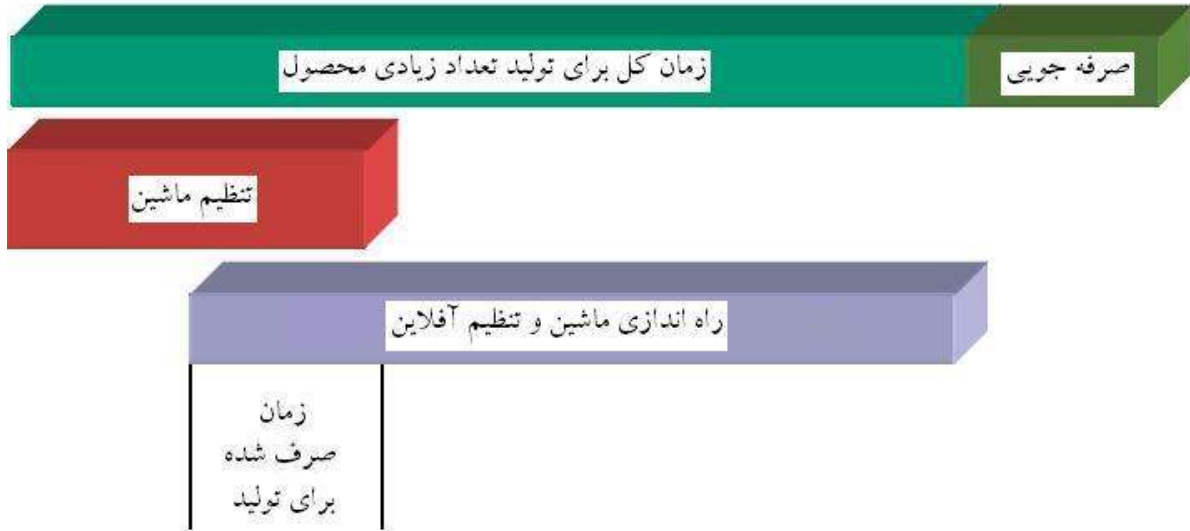 صرفه جویی
زمان کل برای تولید تعداد زیادی محصول
تنظیم ماشین
راه اندازی ماشین و تنظیم آفلاین
زمان
صرف شده
برای تولید